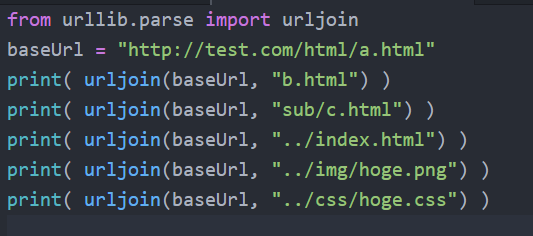 from urllib.parse import urljoin
baseUrl = "http://test.com/html/a.html"
print( urljoin(baseUrl, "b.html") )
print( urljoin(baseUrl, "sub/c.html") )
print( urljoin(baseUrl, "../index.html") )
print( urljoin(baseUrl, "../img/hoge.png") )
print( urljoin(baseUrl, "../css/hoge.css") )